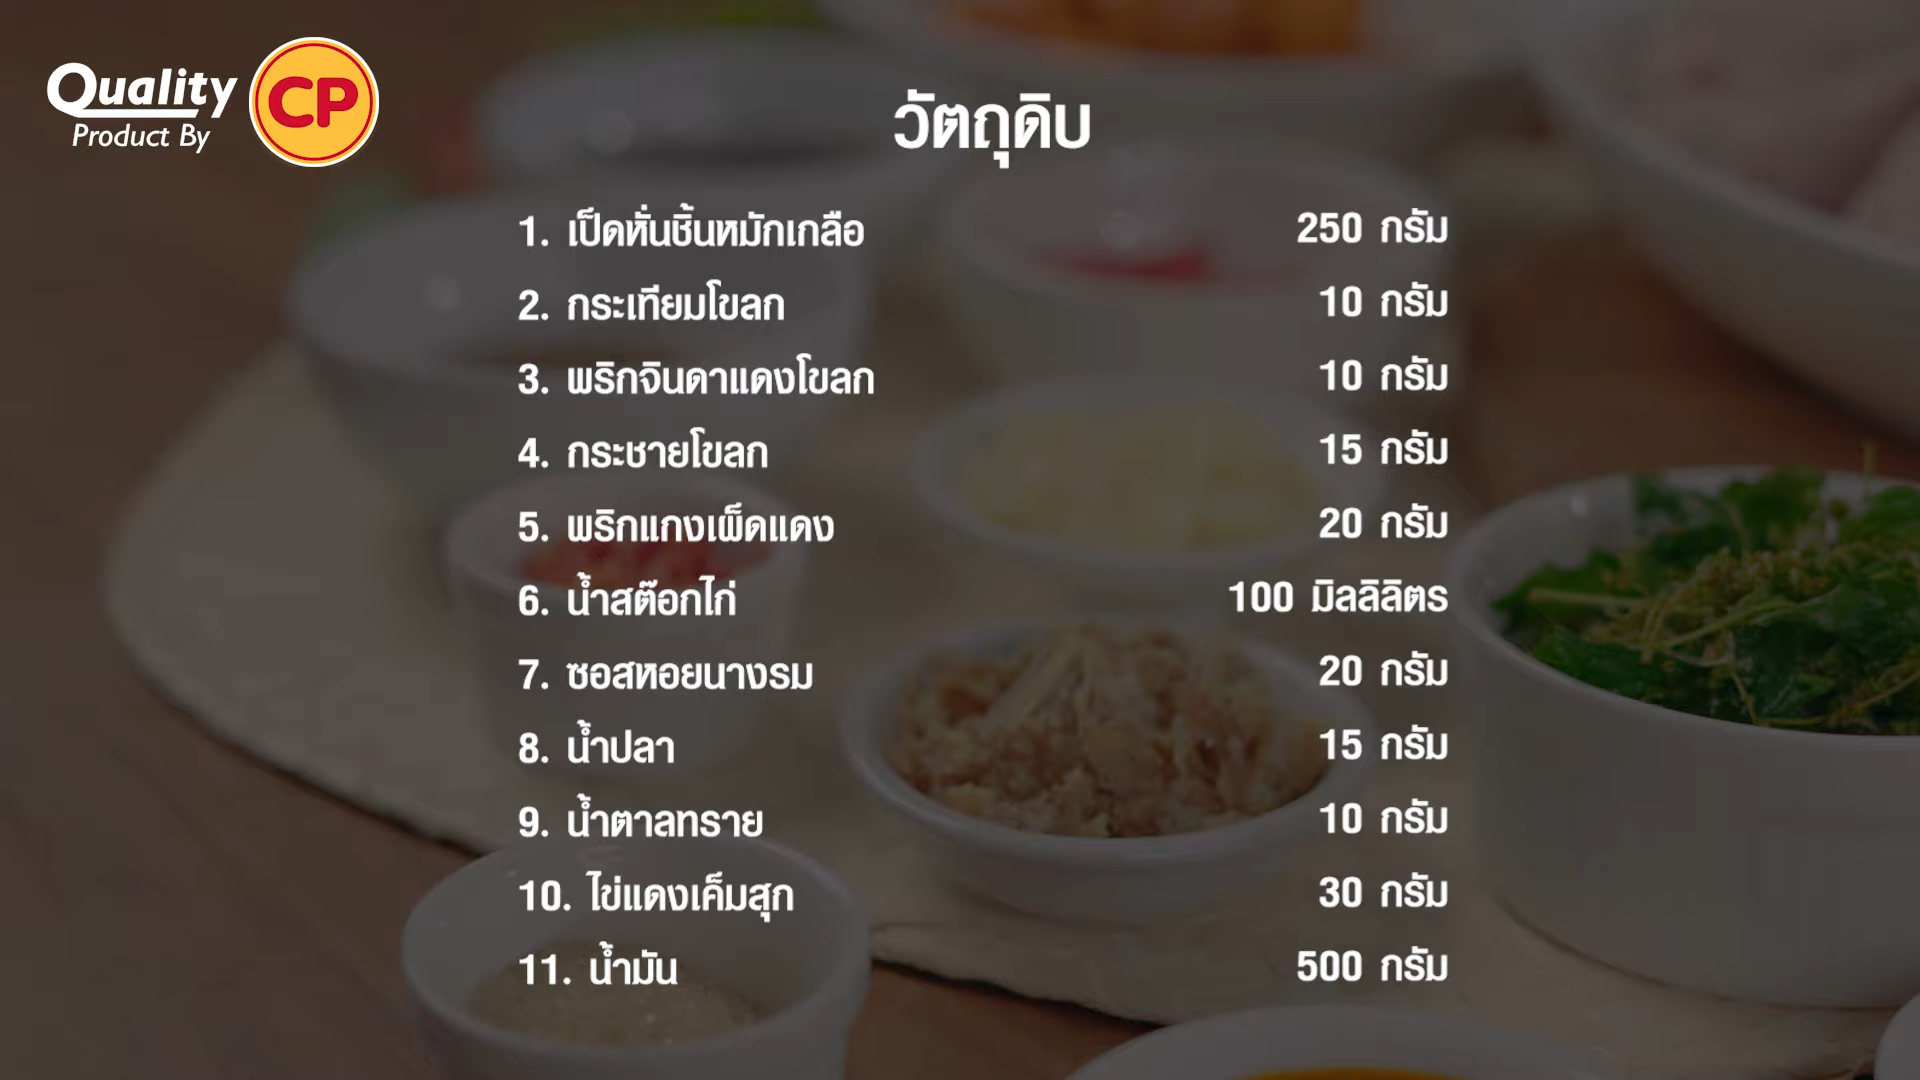 Quality
Product By
CP
วัตถุดิบ
1. เป็ดหั่นชิ้นหมักเกลือ 250 กรัม
2. กระเทียมโขลก 10 กรัม
3. พริกจินดาแดงโขลก 10 กรัม
4. กระชายโขลก 15 กรัม
5. พริกแกงเผ็ดแดง 20 กรัม
6. น้ำสต๊อกไก่ 100 มิลลิลิตร
7. ซอสหอยนางรม 20 กรัม
8. น้ำปลา 15 กรัม
9. น้ำตาลทราย 10 กรัม
10. ไข่แดงเค็มสุก 30 กรัม
11. น้ำมัน 500 กรัม